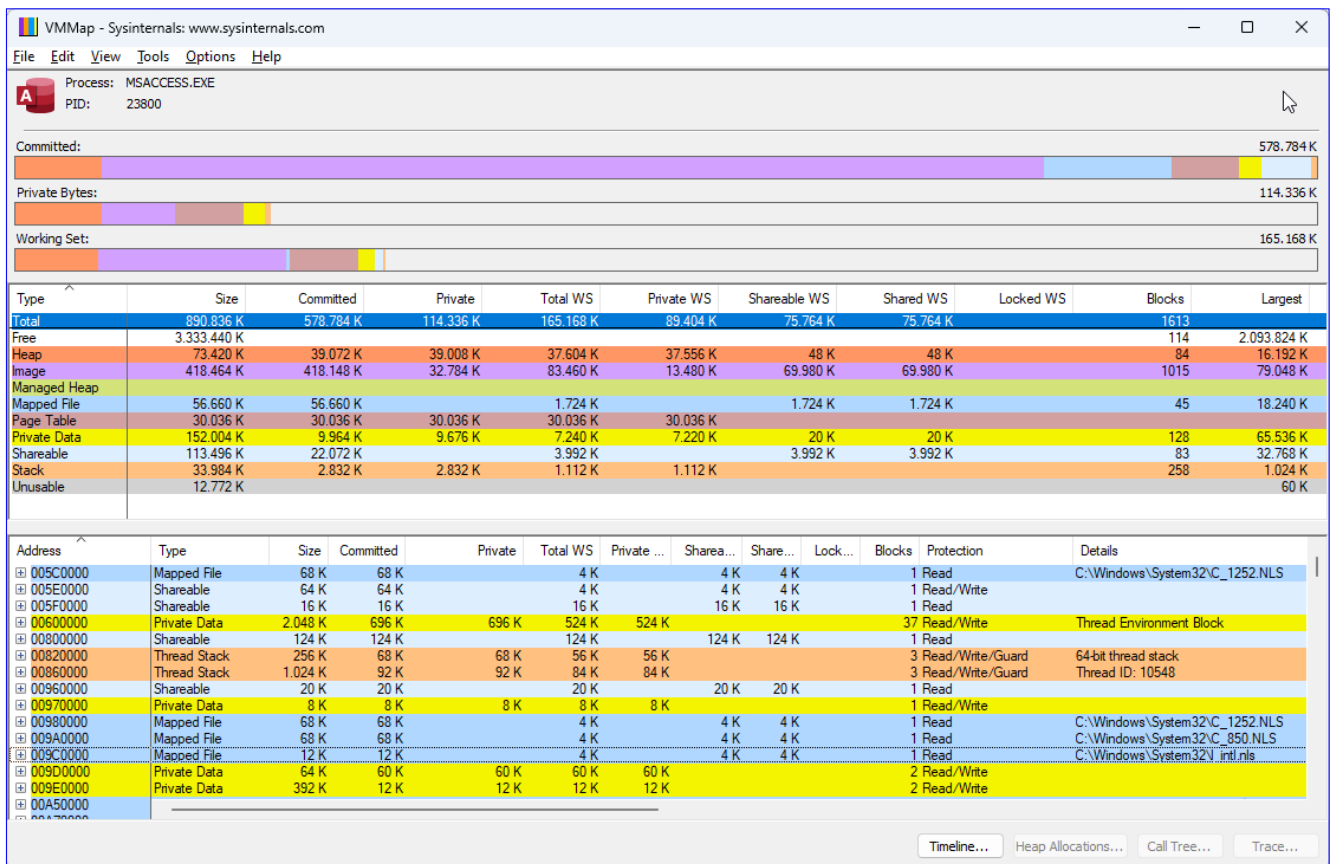 VMMap - Sysinternals: www.sysinternals.com
File Edit View Tools Options Help
Process: MSACCESS.EXE
PID: 23800
Committed: 578.784 K
Private Bytes: 114.336 K
Working Set: 165.168 K
Type Size Committed Private Total WS Private WS Shareable WS Shared WS Locked WS Blocks Largest
Total 890.836 K 578.784 K 114.336 K 165.168 K 89.404 K 75.764 K 75.764 K 1613
Free 3.333.440 K 114 2.093.824 K
Heap 73.420 K 39.072 K 39.008 K 37.604 K 37.556 K 48 K 48 K 84 16.192 K
Image 418.464 K 418.148 K 32.784 K 83.460 K 13.480 K 69.980 K 69.980 K 1015 79.048 K
Managed Heap
Mapped File 56.660 K 56.660 K 1.724 K 1.724 K 1.724 K 45 18.240 K
Page Table 30.036 K 30.036 K 30.036 K 30.036 K 30.036 K
Private Data 152.004 K 9.964 K 9.676 K 7.240 K 7.220 K 20 K 20 K 128 65.536 K
Shareable 113.496 K 22.072 K 3.992 K 3.992 K 3.992 K 83 32.768 K
Stack 33.984 K 2.832 K 2.832 K 1.112 K 1.112 K 258 1.024 K
Unusable 12.772 K 60 K
Address Type Size Committed Private Total WS Private ... Sharea... Share... Lock... Blocks Protection Details
005C0000 Mapped File 68 K 68 K 4 K 4 K 4 K 1 Read C:\Windows\System32\C_1252.NLS
005E0000 Shareable 64 K 64 K 4 K 4 K 4 K 1 Read/Write
005F0000 Shareable 16 K 16 K 16 K 16 K 16 K 1 Read
00600000 Private Data 2.048 K 696 K 696 K 524 K 524 K 37 Read/Write Thread Environment Block
00800000 Shareable 124 K 124 K 124 K 124 K 124 K 1 Read
00820000 Thread Stack 256 K 68 K 68 K 56 K 56 K 3 Read/Write/Guard 64-bit thread stack
00860000 Thread Stack 1.024 K 92 K 92 K 84 K 84 K 3 Read/Write/Guard Thread ID: 10548
00960000 Shareable 20 K 20 K 20 K 20 K 20 K 1 Read
00970000 Private Data 8 K 8 K 8 K 8 K 8 K 1 Read/Write
00980000 Mapped File 68 K 68 K 4 K 4 K 4 K 1 Read C:\Windows\System32\C_1252.NLS
009A0000 Mapped File 68 K 68 K 4 K 4 K 4 K 1 Read C:\Windows\System32\C_850.NLS
009C0000 Mapped File 12 K 12 K 4 K 4 K 4 K 1 Read C:\Windows\System32\l_intl.nls
009D0000 Private Data 64 K 60 K 60 K 60 K 60 K 2 Read/Write
009E0000 Private Data 392 K 12 K 12 K 12 K 12 K 2 Read/Write
00A50000
Timeline... Heap Allocations... Call Tree... Trace...